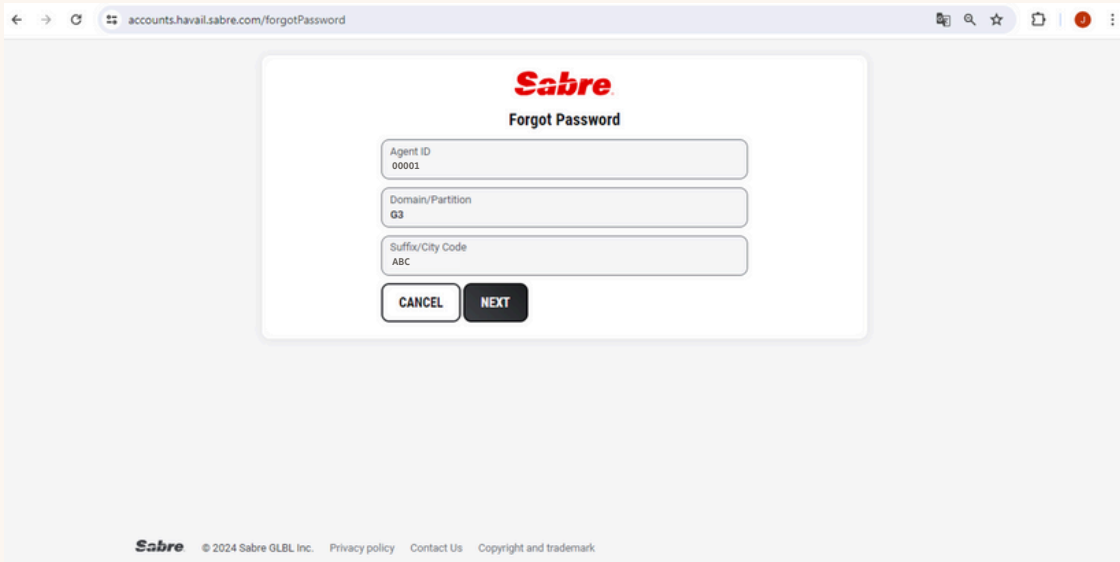 accounts.havail.sabre.com/forgotPassword
J
Sabre
Forgot Password
Agent ID
00001
Domain/Partition
G3
Suffix/City Code
ABC
CANCEL NEXT
Sabre © 2024 Sabre GLBL Inc. Privacy policy Contact Us Copyright and trademark